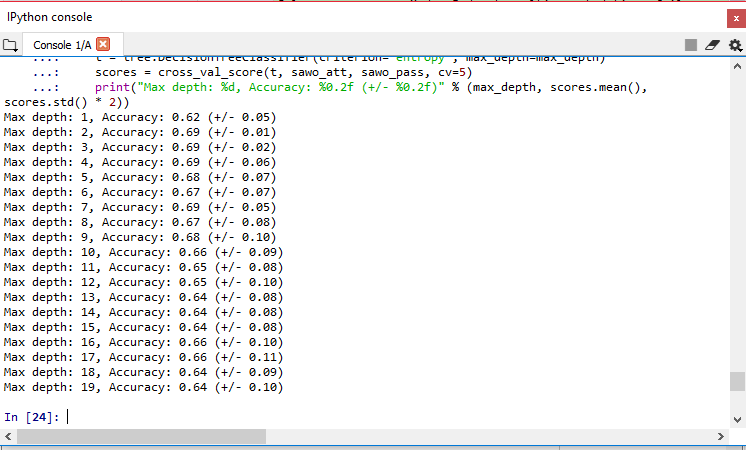 IPython console
Console 1/A
...: t = tree.DecisionTreeClassifier(criterion="entropy", max_depth=max_depth)
...: scores = cross_val_score(t, sawo_att, sawo_pass, cv=5)
...: print("Max depth: %d, Accuracy: %0.2f (+/- %0.2f)" % (max_depth, scores.mean(),
scores.std() * 2))
Max depth: 1, Accuracy: 0.62 (+/- 0.05)
Max depth: 2, Accuracy: 0.69 (+/- 0.01)
Max depth: 3, Accuracy: 0.69 (+/- 0.02)
Max depth: 4, Accuracy: 0.69 (+/- 0.06)
Max depth: 5, Accuracy: 0.68 (+/- 0.07)
Max depth: 6, Accuracy: 0.67 (+/- 0.07)
Max depth: 7, Accuracy: 0.69 (+/- 0.05)
Max depth: 8, Accuracy: 0.67 (+/- 0.08)
Max depth: 9, Accuracy: 0.68 (+/- 0.10)
Max depth: 10, Accuracy: 0.66 (+/- 0.09)
Max depth: 11, Accuracy: 0.65 (+/- 0.08)
Max depth: 12, Accuracy: 0.65 (+/- 0.10)
Max depth: 13, Accuracy: 0.64 (+/- 0.08)
Max depth: 14, Accuracy: 0.64 (+/- 0.08)
Max depth: 15, Accuracy: 0.64 (+/- 0.08)
Max depth: 16, Accuracy: 0.66 (+/- 0.10)
Max depth: 17, Accuracy: 0.66 (+/- 0.11)
Max depth: 18, Accuracy: 0.64 (+/- 0.09)
Max depth: 19, Accuracy: 0.64 (+/- 0.10)
In [24]: